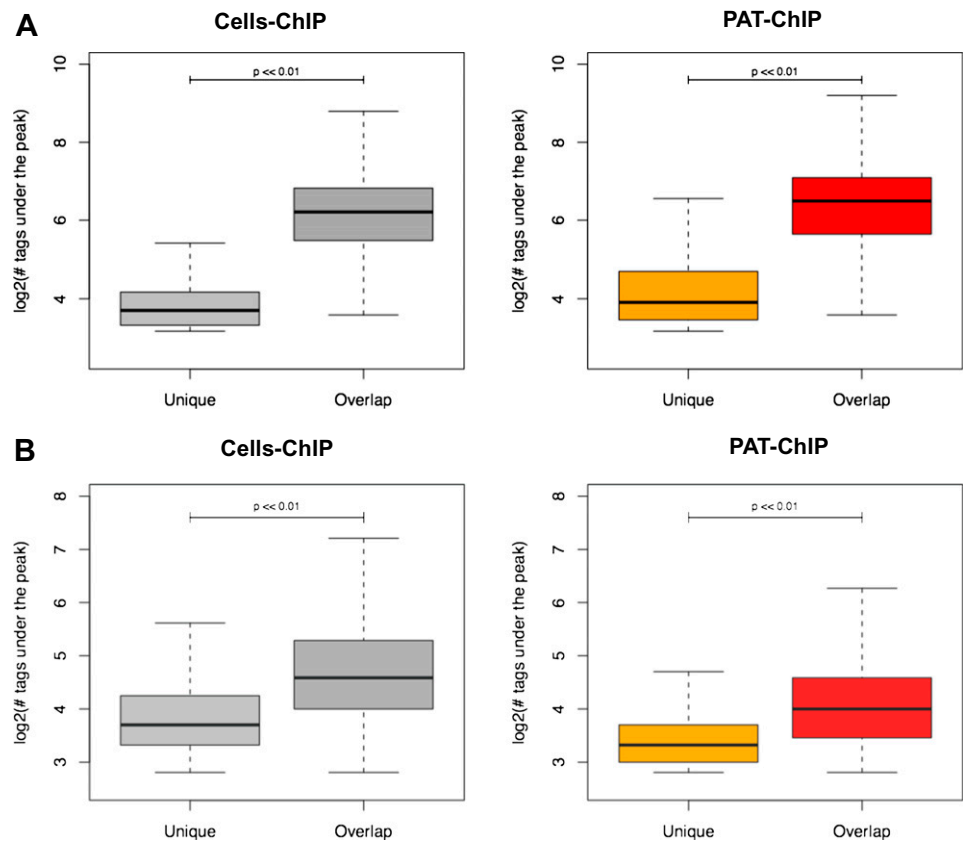 A
Cells-ChIP
PAT-ChIP
log2(# tags under the peak)
10
8
6
4
p << 0.01
Unique
Overlap
log2(# tags under the peak)
10
8
6
4
p << 0.01
Unique
Overlap
B
Cells-ChIP
PAT-ChIP
log2(# tags under the peak)
8
7
6
5
4
3
p << 0.01
Unique
Overlap
log2(# tags under the peak)
8
7
6
5
4
3
p << 0.01
Unique
Overlap